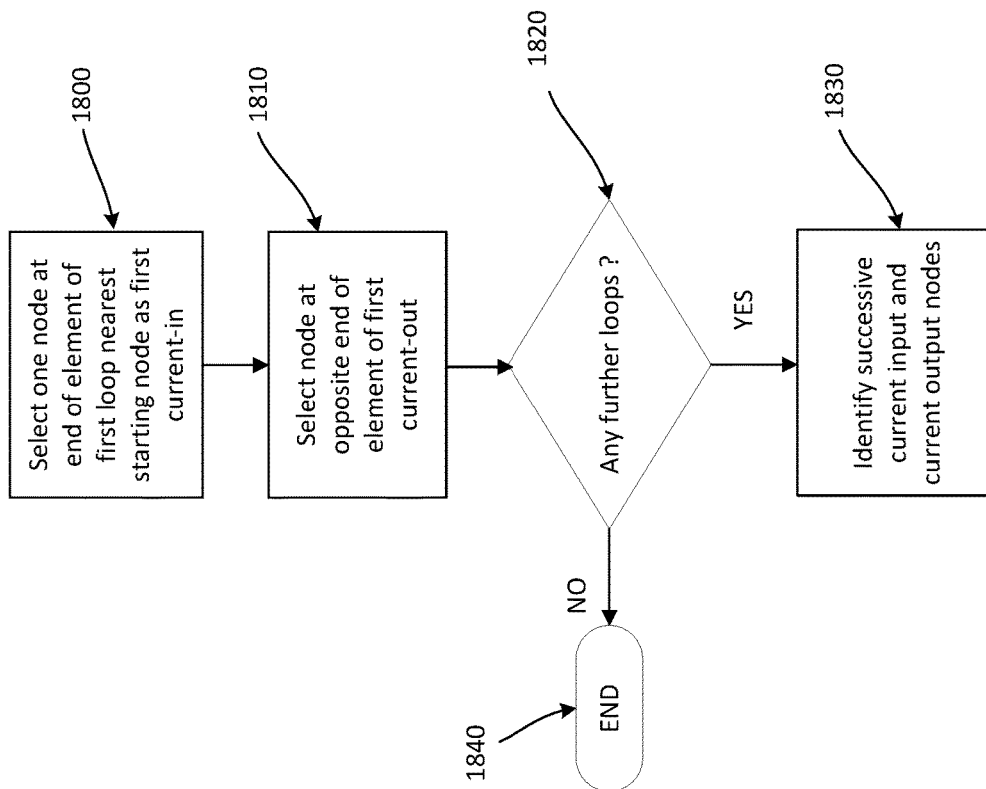 1800
Select one node at
end of element of
first loop nearest
starting node as first
current-in
1810
Select node at
opposite end of
element of first
current-out
1820
Any further loops ?
NO
YES
1840
END
1830
Identify successive
current input and
current output nodes